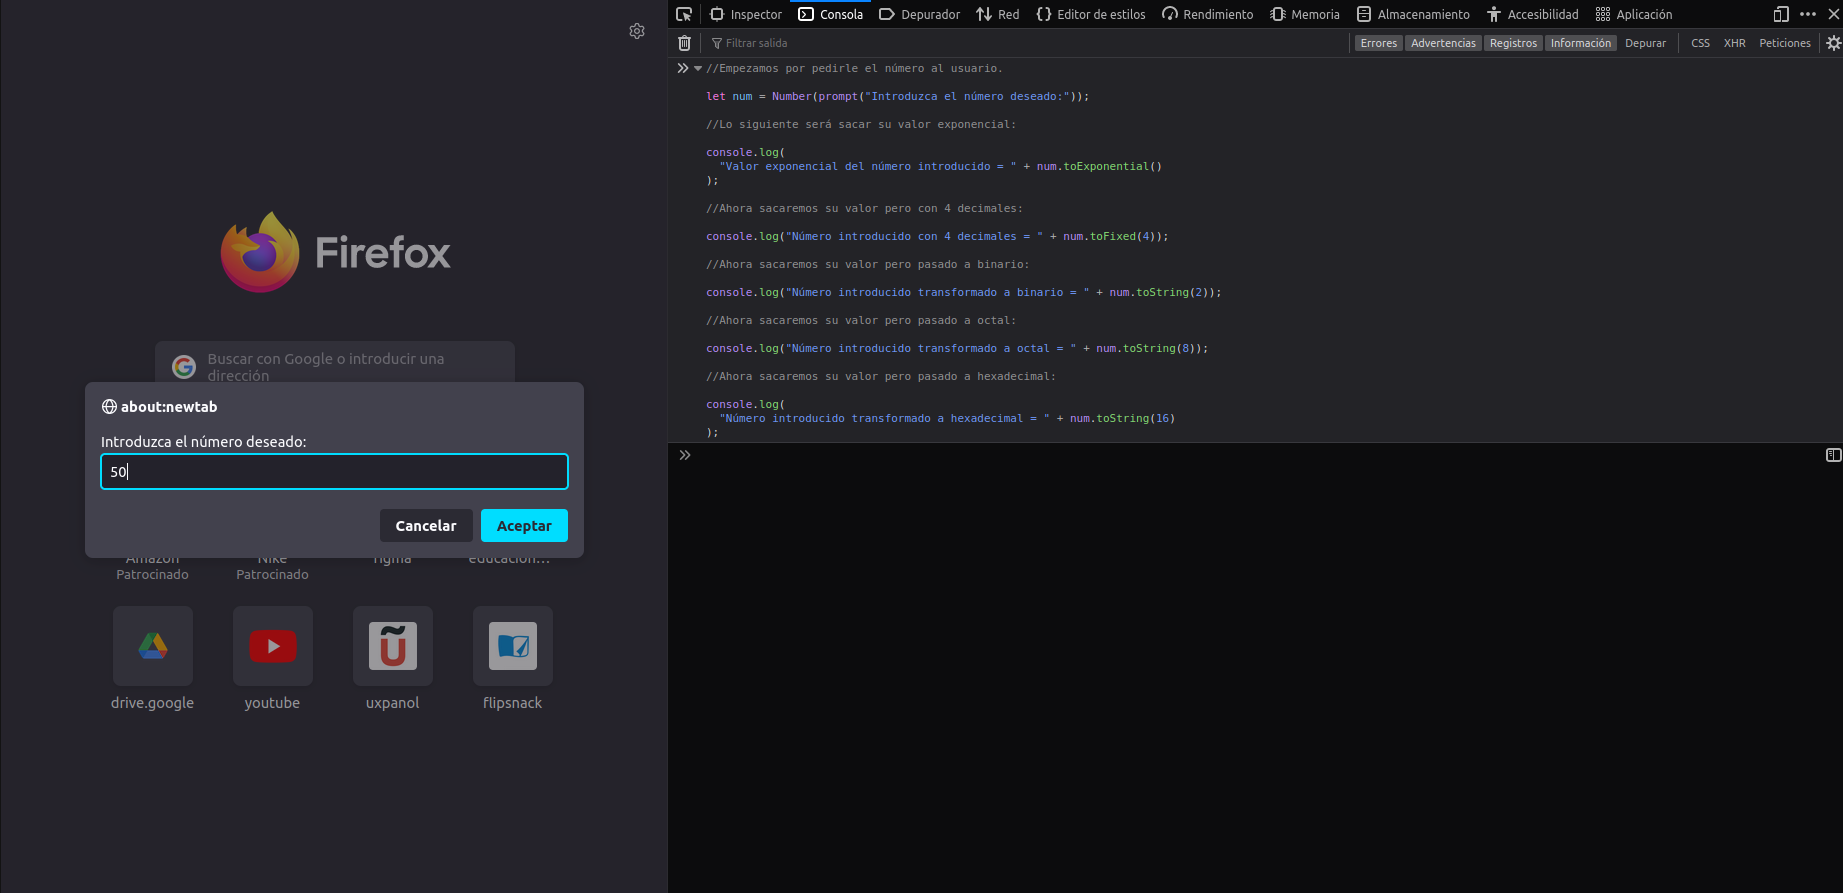 Firefox
Buscar con Google o introducir una
dirección
about:newtab
Introduzca el número deseado:
50
Cancelar
Aceptar
Amazon
Patrocinado
Nike
Patrocinado
figma
educacion...
drive.google
youtube
uxpanol
flipsnack
Inspector
Consola
Depurador
Red
Editor de estilos
Rendimiento
Memoria
Almacenamiento
Accesibilidad
Aplicación
Filtrar salida
Errores
Advertencias
Registros
Información
Depurar
CSS
XHR
Peticiones
//Empezamos por pedirle el número al usuario.
let num = Number(prompt("Introduzca el número deseado:"));
//Lo siguiente será sacar su valor exponencial:
console.log(
"Valor exponencial del número introducido = " + num.toExponential()
);
//Ahora sacaremos su valor pero con 4 decimales:
console.log("Número introducido con 4 decimales = " + num.toFixed(4));
//Ahora sacaremos su valor pero pasado a binario:
console.log("Número introducido transformado a binario = " + num.toString(2));
//Ahora sacaremos su valor pero pasado a octal:
console.log("Número introducido transformado a octal = " + num.toString(8));
//Ahora sacaremos su valor pero pasado a hexadecimal:
console.log(
"Número introducido transformado a hexadecimal = " + num.toString(16)
);